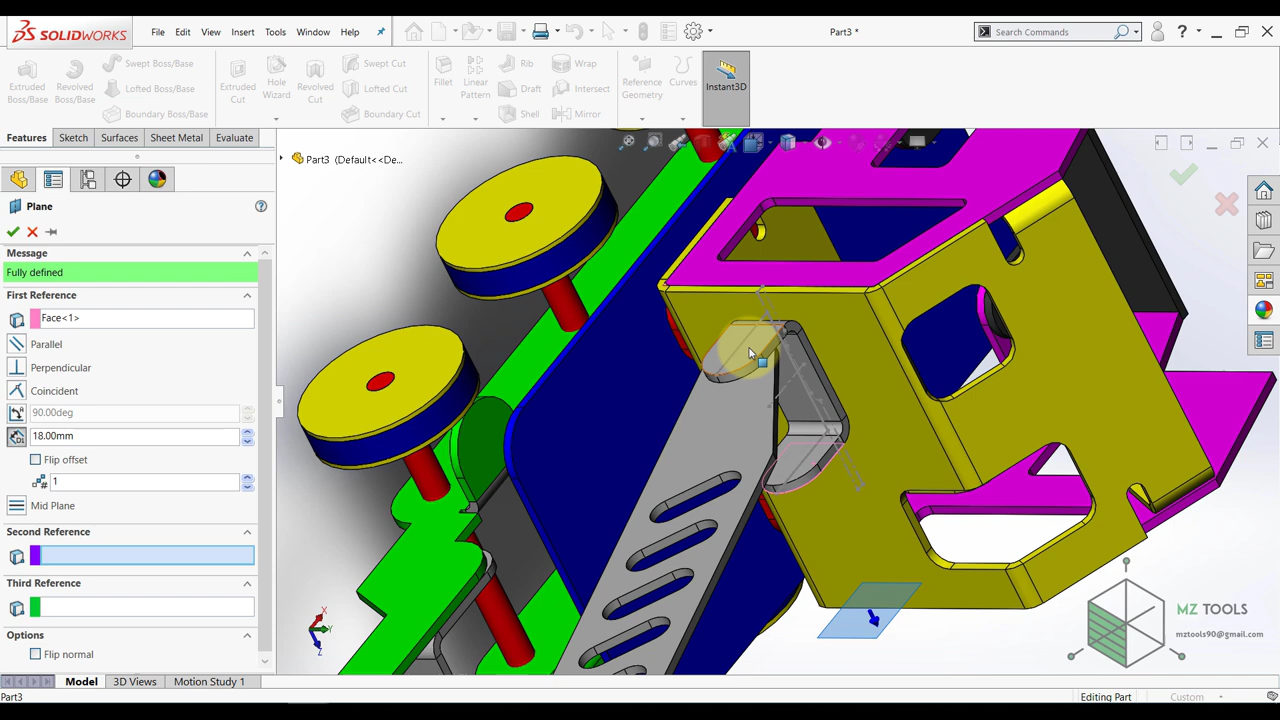 SOLIDWORKS
File Edit View Insert Tools Window Help
Part3 *
Search Commands
Extruded Boss/Base
Revolved Boss/Base
Swept Boss/Base
Lofted Boss/Base
Boundary Boss/Base
Extruded Cut
Hole Wizard
Revolved Cut
Swept Cut
Lofted Cut
Boundary Cut
Fillet
Linear Pattern
Rib
Draft
Shell
Wrap
Intersect
Mirror
Reference Geometry
Curves
Instant3D
Features Sketch Surfaces Sheet Metal Evaluate
Part3 (Default<<De...
Plane
Message
Fully defined
First Reference
Face<1>
Parallel
Perpendicular
Coincident
90.00deg
18.00mm
Flip offset
1
Mid Plane
Second Reference
Third Reference
Options
Flip normal
X
Y
Z
MZ TOOLS
mztools90@gmail.com
Model 3D Views Motion Study 1
Part3
Editing Part
Custom